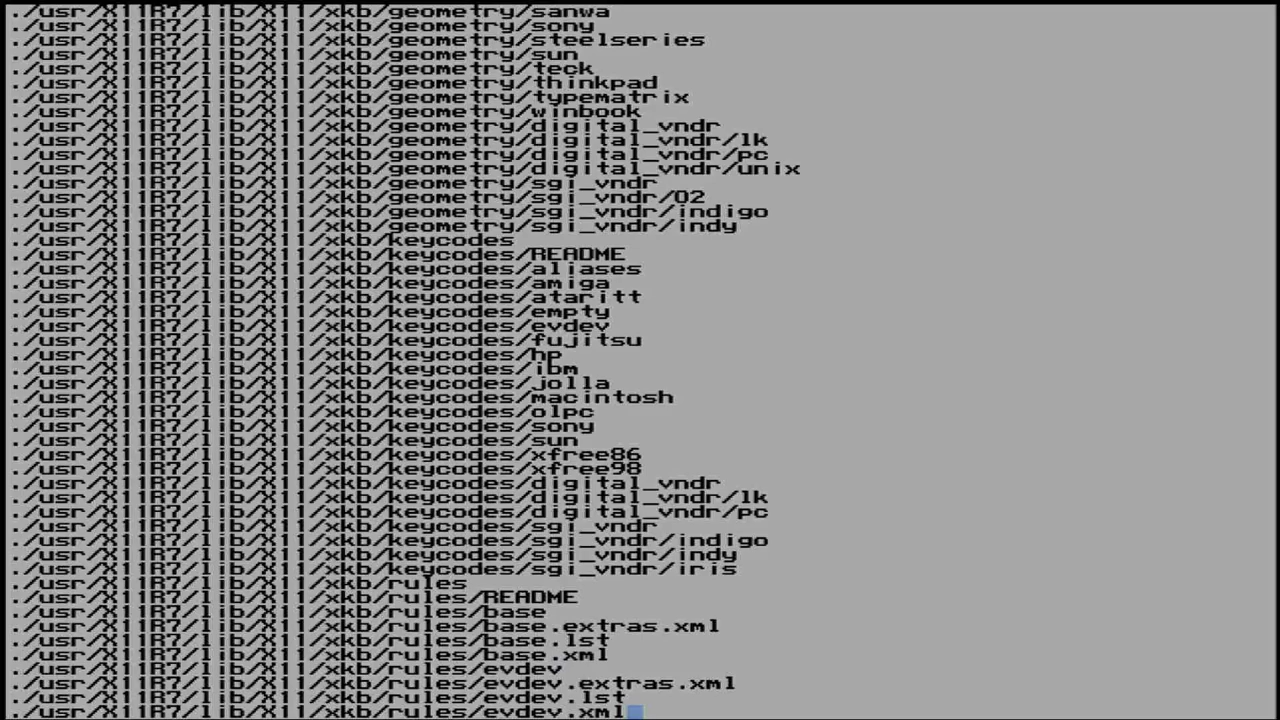 ./usr/X11R7/lib/X11/xkb/geometry/sanwa
./usr/X11R7/lib/X11/xkb/geometry/sony
./usr/X11R7/lib/X11/xkb/geometry/steelseries
./usr/X11R7/lib/X11/xkb/geometry/sun
./usr/X11R7/lib/X11/xkb/geometry/teck
./usr/X11R7/lib/X11/xkb/geometry/thinkpad
./usr/X11R7/lib/X11/xkb/geometry/typematrix
./usr/X11R7/lib/X11/xkb/geometry/winbook
./usr/X11R7/lib/X11/xkb/geometry/digital_vndr
./usr/X11R7/lib/X11/xkb/geometry/digital_vndr/lk
./usr/X11R7/lib/X11/xkb/geometry/digital_vndr/pc
./usr/X11R7/lib/X11/xkb/geometry/digital_vndr/unix
./usr/X11R7/lib/X11/xkb/geometry/sgi_vndr
./usr/X11R7/lib/X11/xkb/geometry/sgi_vndr/O2
./usr/X11R7/lib/X11/xkb/geometry/sgi_vndr/indigo
./usr/X11R7/lib/X11/xkb/geometry/sgi_vndr/indy
./usr/X11R7/lib/X11/xkb/keycodes
./usr/X11R7/lib/X11/xkb/keycodes/README
./usr/X11R7/lib/X11/xkb/keycodes/aliases
./usr/X11R7/lib/X11/xkb/keycodes/amiga
./usr/X11R7/lib/X11/xkb/keycodes/ataritt
./usr/X11R7/lib/X11/xkb/keycodes/empty
./usr/X11R7/lib/X11/xkb/keycodes/evdev
./usr/X11R7/lib/X11/xkb/keycodes/fujitsu
./usr/X11R7/lib/X11/xkb/keycodes/hp
./usr/X11R7/lib/X11/xkb/keycodes/ibm
./usr/X11R7/lib/X11/xkb/keycodes/jolla
./usr/X11R7/lib/X11/xkb/keycodes/macintosh
./usr/X11R7/lib/X11/xkb/keycodes/olpc
./usr/X11R7/lib/X11/xkb/keycodes/sony
./usr/X11R7/lib/X11/xkb/keycodes/sun
./usr/X11R7/lib/X11/xkb/keycodes/xfree86
./usr/X11R7/lib/X11/xkb/keycodes/xfree98
./usr/X11R7/lib/X11/xkb/keycodes/digital_vndr
./usr/X11R7/lib/X11/xkb/keycodes/digital_vndr/lk
./usr/X11R7/lib/X11/xkb/keycodes/digital_vndr/pc
./usr/X11R7/lib/X11/xkb/keycodes/sgi_vndr
./usr/X11R7/lib/X11/xkb/keycodes/sgi_vndr/indigo
./usr/X11R7/lib/X11/xkb/keycodes/sgi_vndr/indy
./usr/X11R7/lib/X11/xkb/keycodes/sgi_vndr/iris
./usr/X11R7/lib/X11/xkb/rules
./usr/X11R7/lib/X11/xkb/rules/README
./usr/X11R7/lib/X11/xkb/rules/base
./usr/X11R7/lib/X11/xkb/rules/base.extras.xml
./usr/X11R7/lib/X11/xkb/rules/base.lst
./usr/X11R7/lib/X11/xkb/rules/base.xml
./usr/X11R7/lib/X11/xkb/rules/evdev
./usr/X11R7/lib/X11/xkb/rules/evdev.extras.xml
./usr/X11R7/lib/X11/xkb/rules/evdev.lst
./usr/X11R7/lib/X11/xkb/rules/evdev.xml